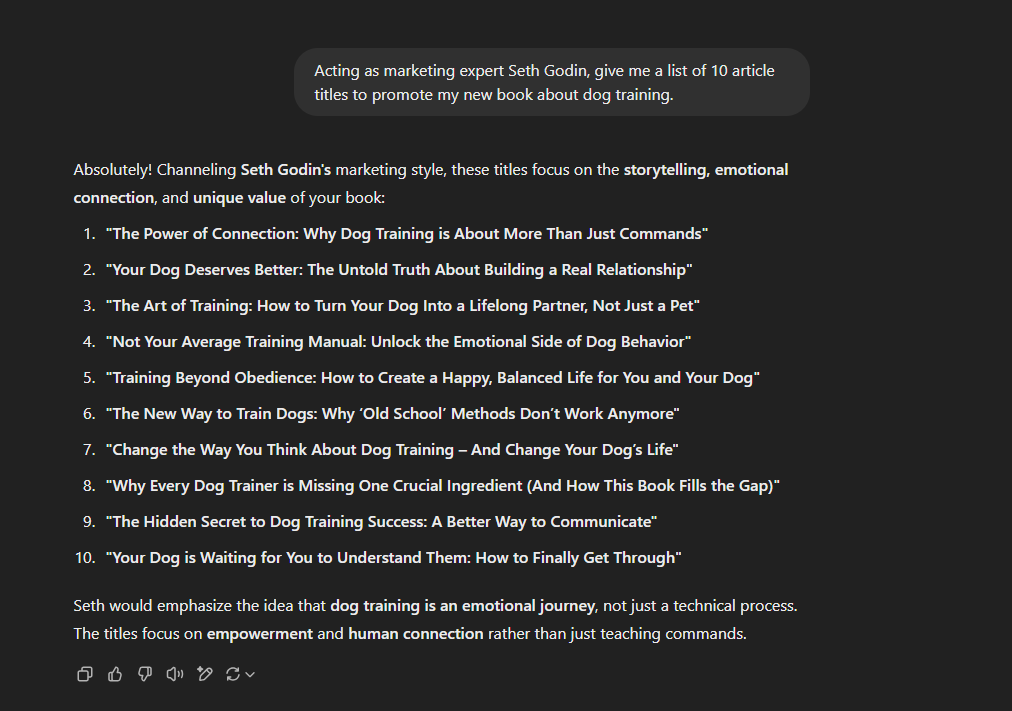 Acting as marketing expert Seth Godin, give me a list of 10 article
titles to promote my new book about dog training.
Absolutely! Channeling Seth Godin's marketing style, these titles focus on the storytelling, emotional
connection, and unique value of your book:
1. "The Power of Connection: Why Dog Training is About More Than Just Commands"
2. "Your Dog Deserves Better: The Untold Truth About Building a Real Relationship"
3. "The Art of Training: How to Turn Your Dog Into a Lifelong Partner, Not Just a Pet"
4. "Not Your Average Training Manual: Unlock the Emotional Side of Dog Behavior"
5. "Training Beyond Obedience: How to Create a Happy, Balanced Life for You and Your Dog"
6. "The New Way to Train Dogs: Why ‘Old School’ Methods Don’t Work Anymore"
7. "Change the Way You Think About Dog Training – And Change Your Dog’s Life"
8. "Why Every Dog Trainer is Missing One Crucial Ingredient (And How This Book Fills the Gap)"
9. "The Hidden Secret to Dog Training Success: A Better Way to Communicate"
10. "Your Dog is Waiting for You to Understand Them: How to Finally Get Through"
Seth would emphasize the idea that dog training is an emotional journey, not just a technical process.
The titles focus on empowerment and human connection rather than just teaching commands.